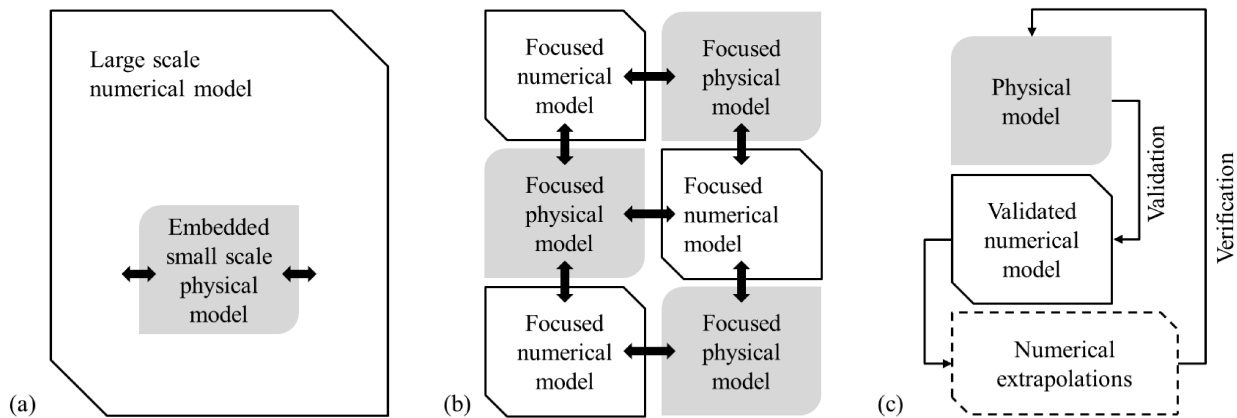 Large scale
numerical model
Embedded
small scale
physical
model
(a)
Focused
numerical
model
Focused
physical
model
Focused
physical
model
Focused
numerical
model
Focused
numerical
model
Focused
physical
model
(b)
Physical
model
Validation
Verification
Validated
numerical
model
Numerical
extrapolations
(c)